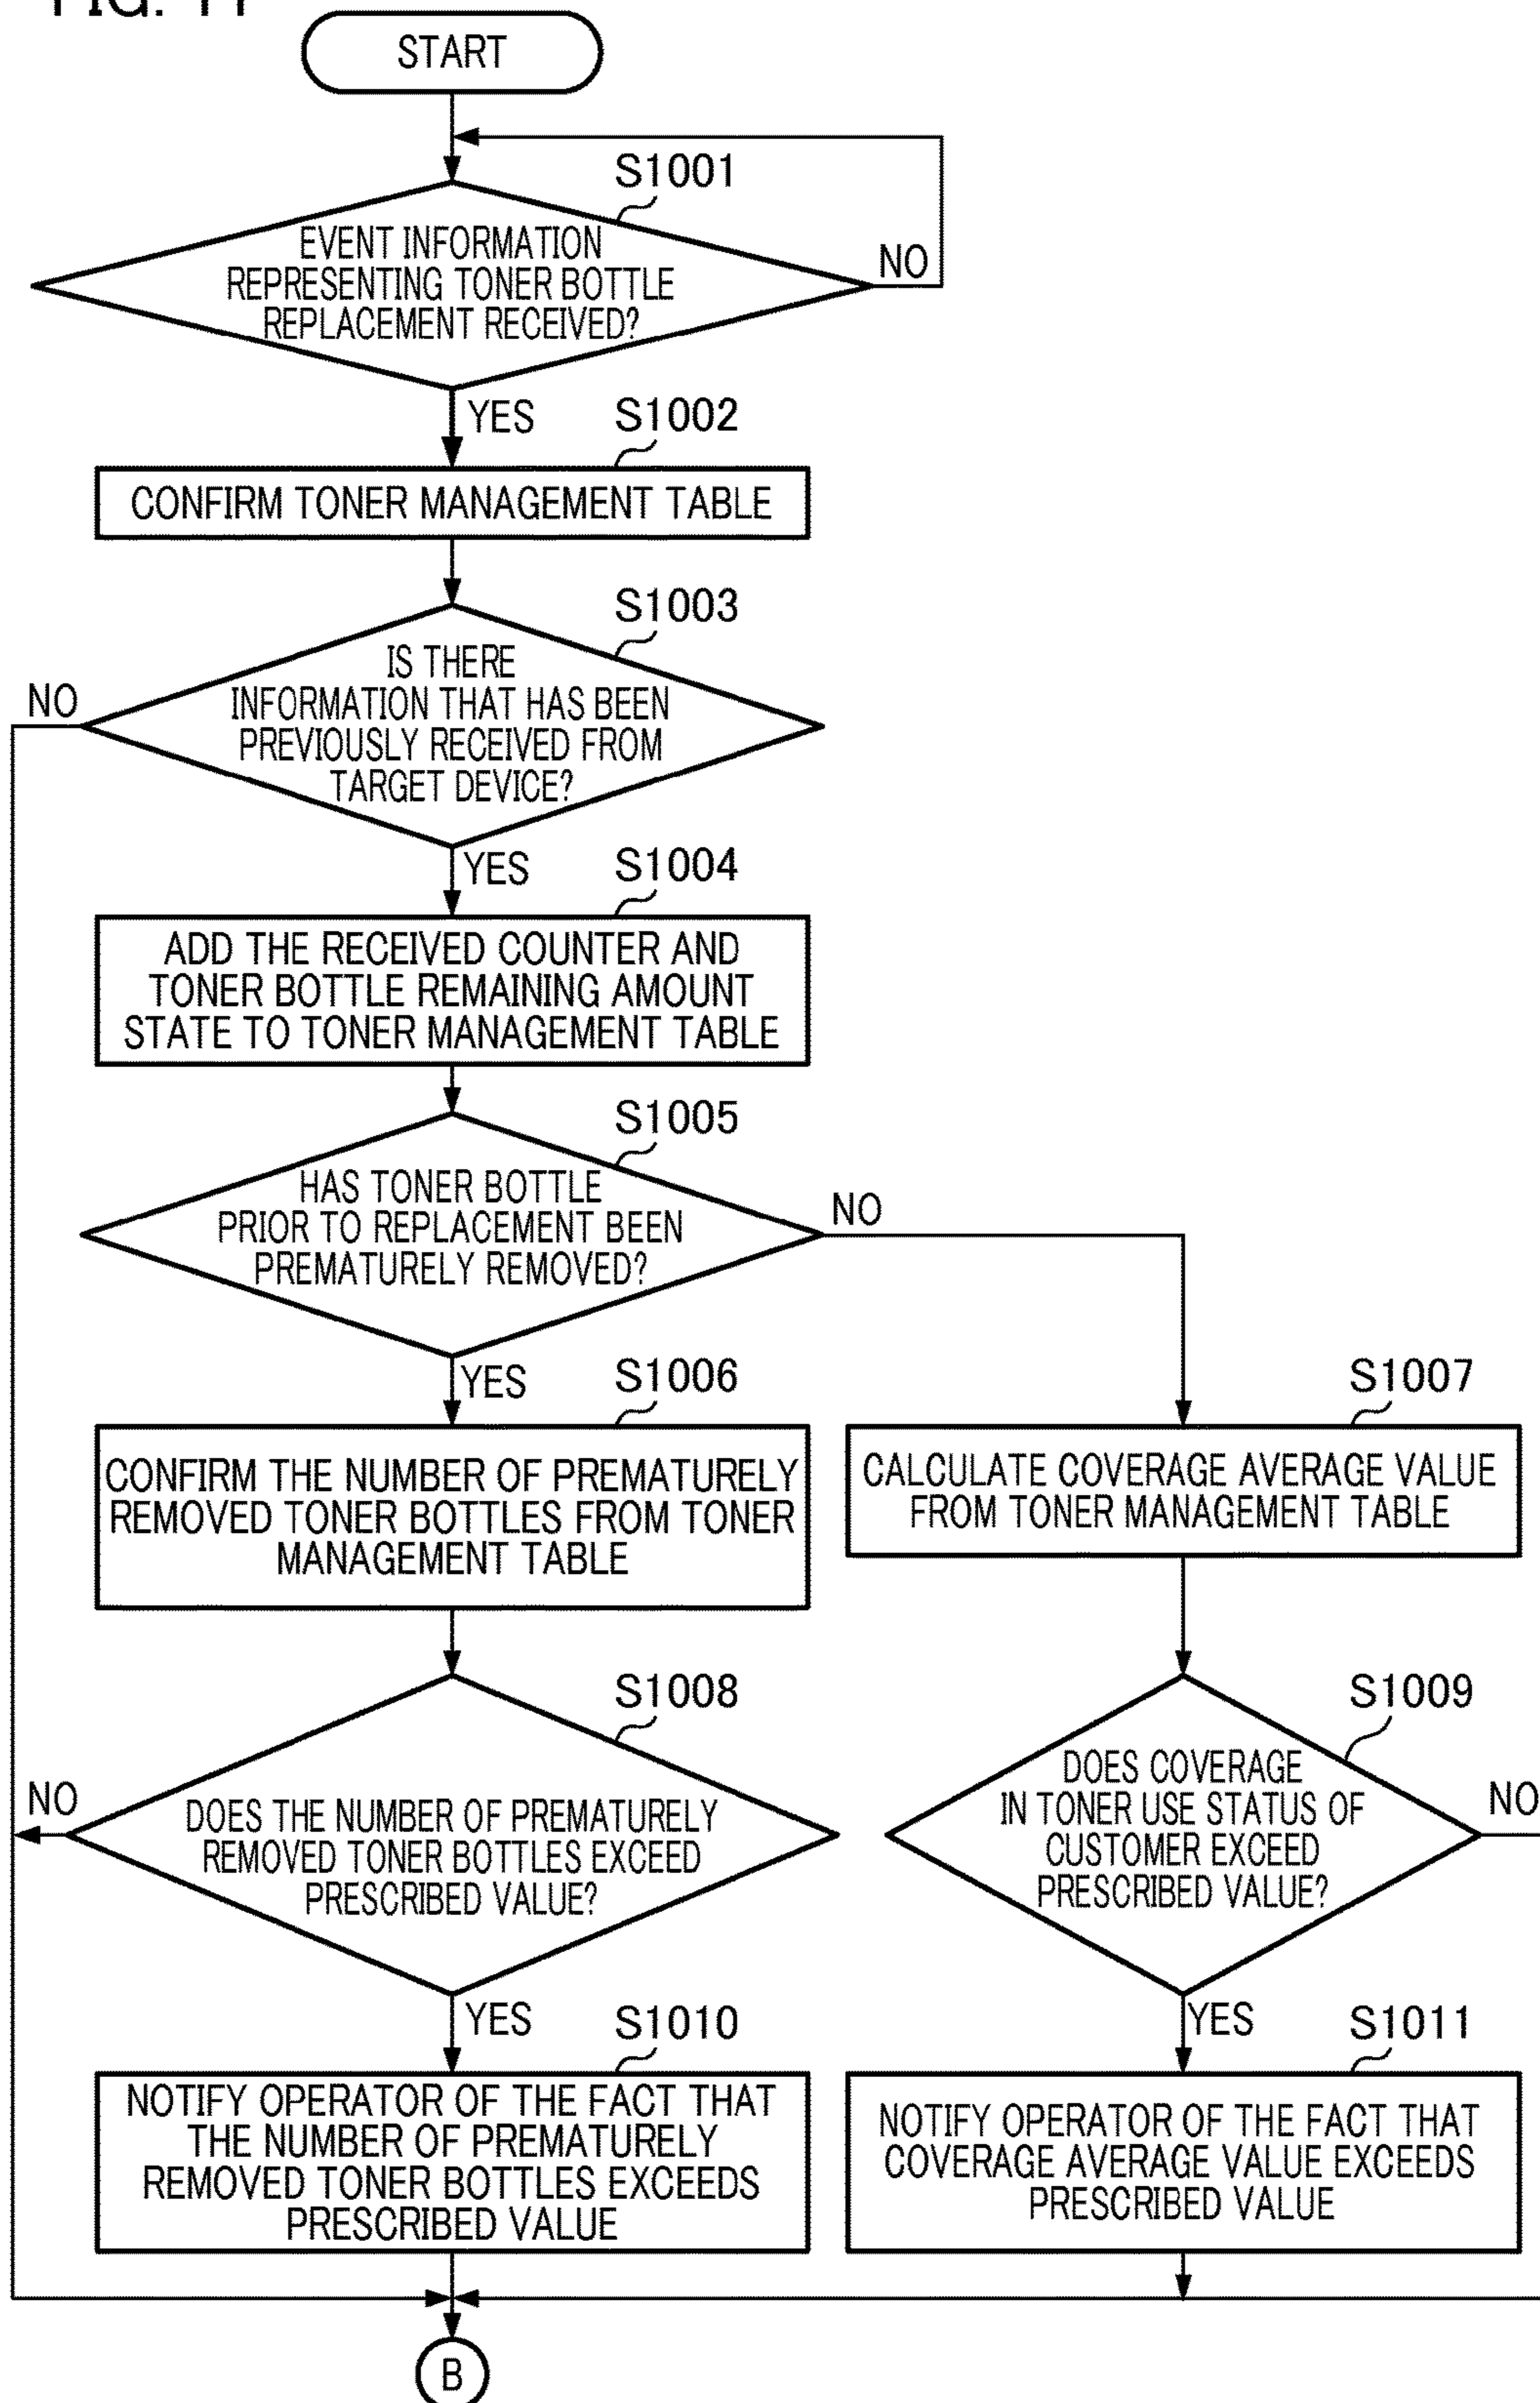 FIG. 11
START
S1001
EVENT INFORMATION
REPRESENTING TONER BOTTLE
REPLACEMENT RECEIVED?
NO
YES
S1002
CONFIRM TONER MANAGEMENT TABLE
S1003
IS THERE
INFORMATION THAT HAS BEEN
PREVIOUSLY RECEIVED FROM
TARGET DEVICE?
NO
YES
S1004
ADD THE RECEIVED COUNTER AND
TONER BOTTLE REMAINING AMOUNT
STATE TO TONER MANAGEMENT TABLE
S1005
HAS TONER BOTTLE
PRIOR TO REPLACEMENT BEEN
PREMATURELY REMOVED?
NO
YES
S1006
CONFIRM THE NUMBER OF PREMATURELY
REMOVED TONER BOTTLES FROM TONER
MANAGEMENT TABLE
S1007
CALCULATE COVERAGE AVERAGE VALUE
FROM TONER MANAGEMENT TABLE
S1008
DOES THE NUMBER OF PREMATURELY
REMOVED TONER BOTTLES EXCEED
PRESCRIBED VALUE?
NO
YES
S1009
DOES COVERAGE
IN TONER USE STATUS OF
CUSTOMER EXCEED
PRESCRIBED VALUE?
NO
YES
S1010
NOTIFY OPERATOR OF THE FACT THAT
THE NUMBER OF PREMATURELY
REMOVED TONER BOTTLES EXCEEDS
PRESCRIBED VALUE
S1011
NOTIFY OPERATOR OF THE FACT THAT
COVERAGE AVERAGE VALUE EXCEEDS
PRESCRIBED VALUE
B